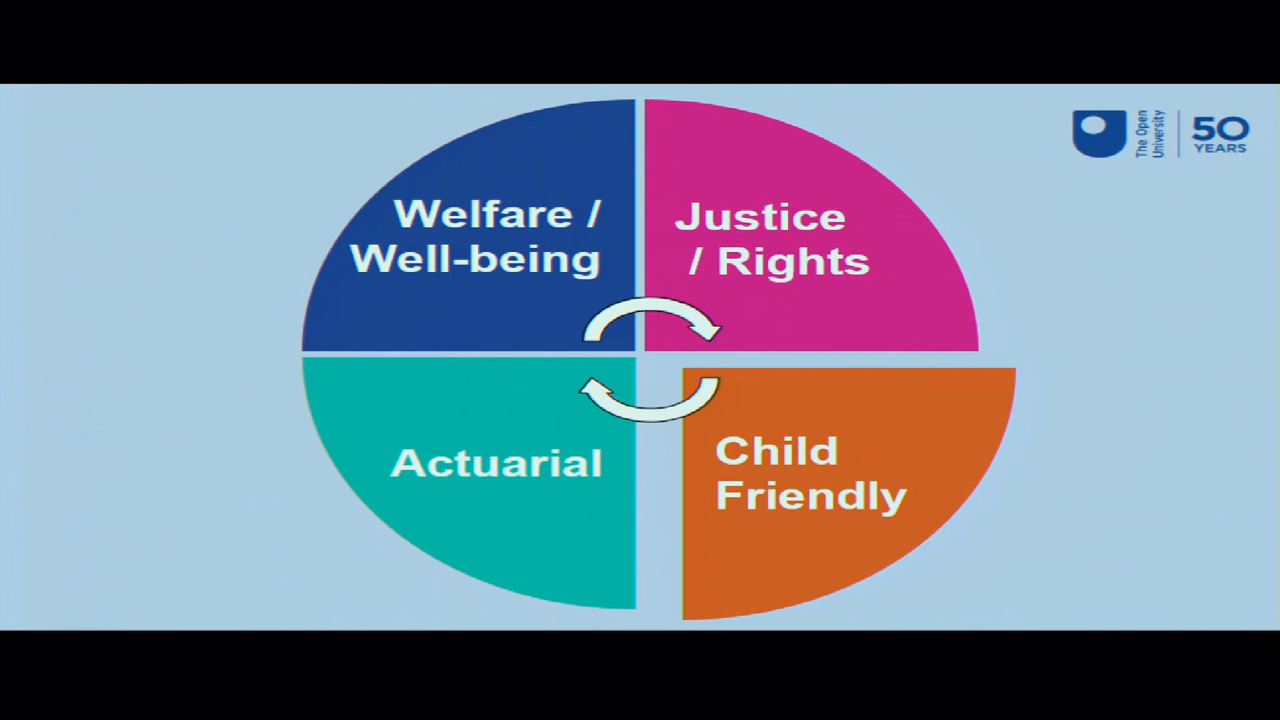 Welfare /
Well-being
Justice
/ Rights
Actuarial
Child
Friendly
The Open
University
50
YEARS